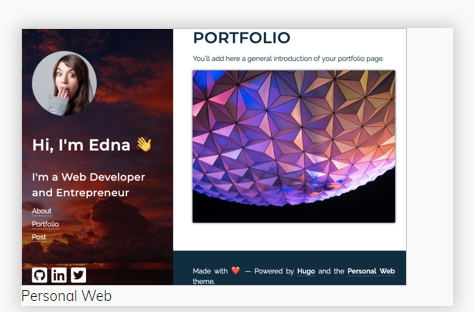 Hi, I'm Edna 👋
I'm a Web Developer
and Entrepreneur
About
Portfolio
Post
PORTFOLIO
You'll add here a general introduction of your portfolio page.
Made with ❤️ — Powered by Hugo and the Personal Web
theme.
Personal Web